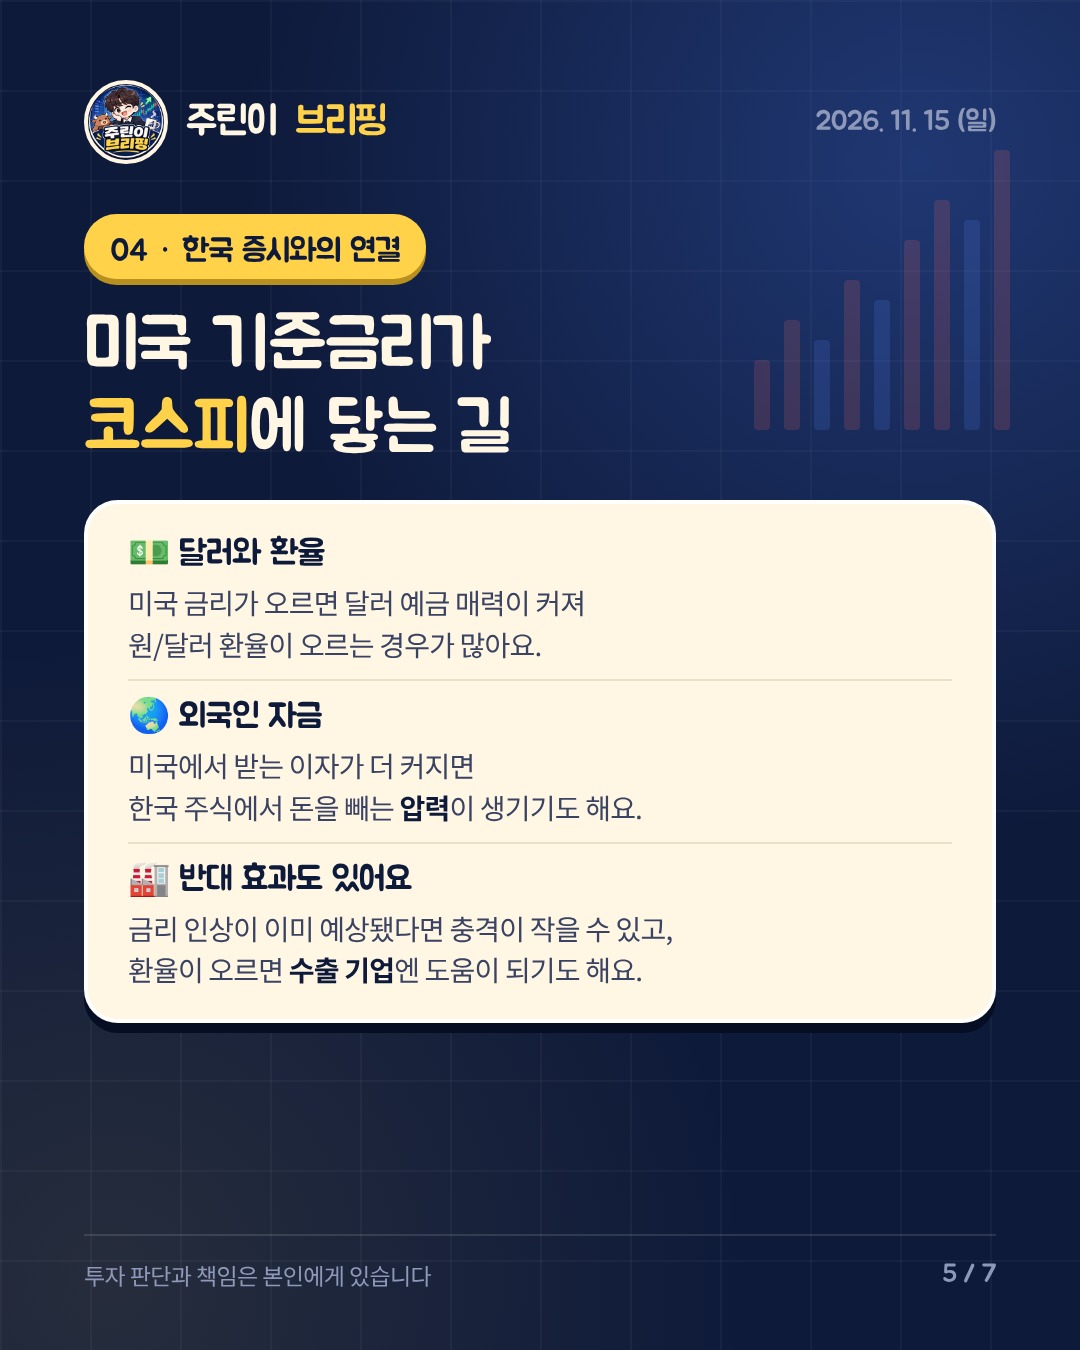 주린이 브리핑
주린이 브리핑
2026. 11. 15 (일)
04 · 한국 증시와의 연결
미국 기준금리가
코스피에 닿는 길
달러와 환율
미국 금리가 오르면 달러 예금 매력이 커져
원/달러 환율이 오르는 경우가 많아요.
외국인 자금
미국에서 받는 이자가 더 커지면
한국 주식에서 돈을 빼는 압력이 생기기도 해요.
반대 효과도 있어요
금리 인상이 이미 예상됐다면 충격이 작을 수 있고,
환율이 오르면 수출 기업엔 도움이 되기도 해요.
투자 판단과 책임은 본인에게 있습니다
5 / 7